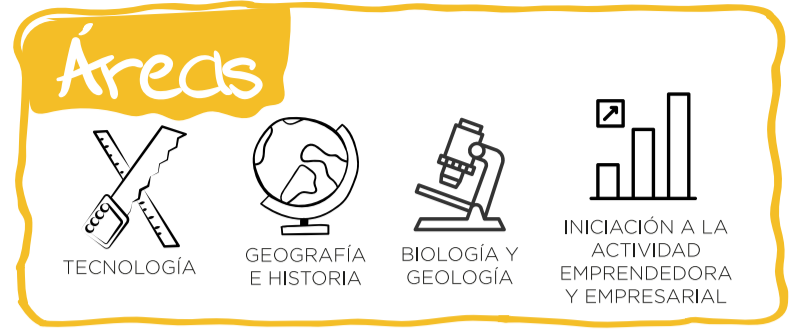 Áreas
TECNOLOGÍA
GEOGRAFÍA
E HISTORIA
BIOLOGÍA Y
GEOLOGÍA
INICIACIÓN A LA
ACTIVIDAD
EMPRENDEDORA
Y EMPRESARIAL